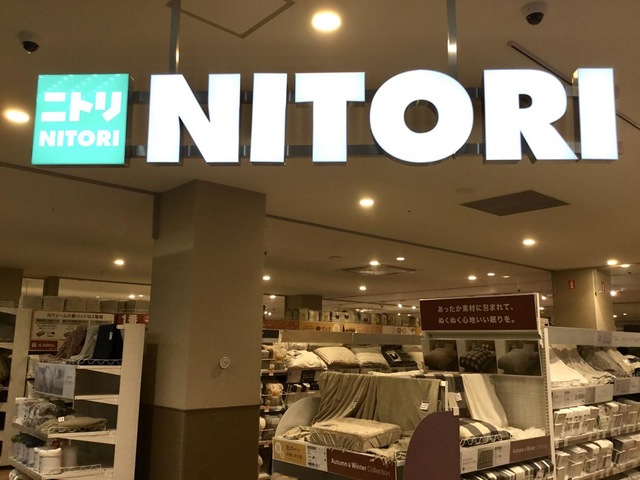 ニトリ
NITORI
NITORI
あったか素材に包まれて、
ぬくぬく心地いい眠りを。
Autumn & Winter Collection